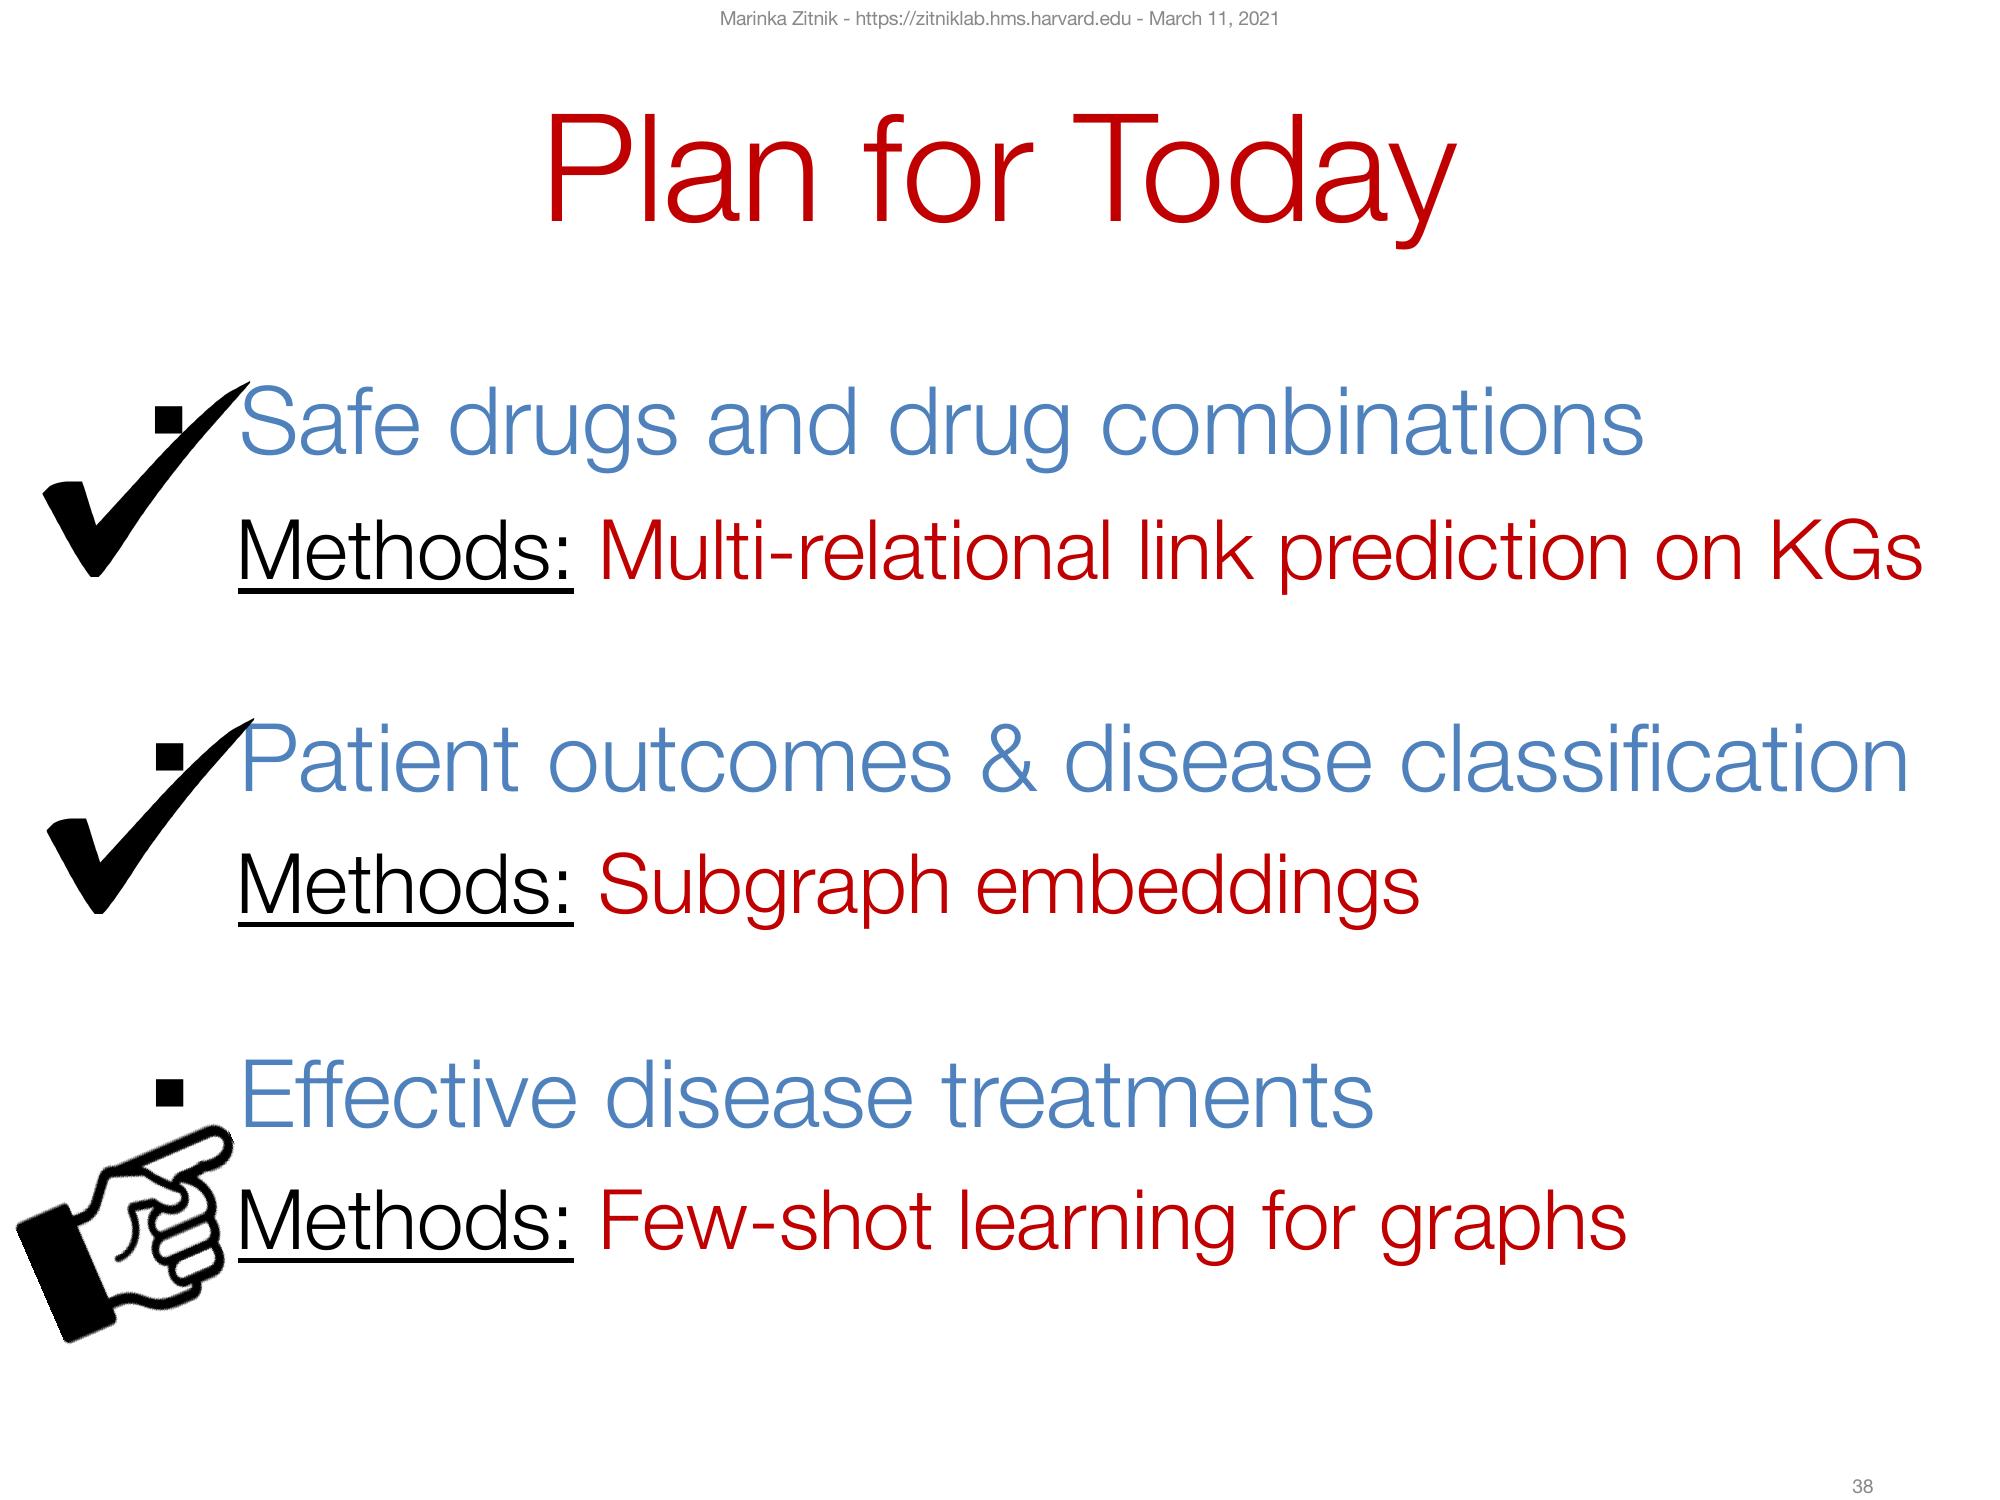 Marinka Zitnik - https://zitniklab.hms.harvard.edu - March 11, 2021
Plan for Today
▪ Safe drugs and drug combinations
Methods: Multi-relational link prediction on KGs
▪ Patient outcomes & disease classification
Methods: Subgraph embeddings
▪ Effective disease treatments
Methods: Few-shot learning for graphs
38